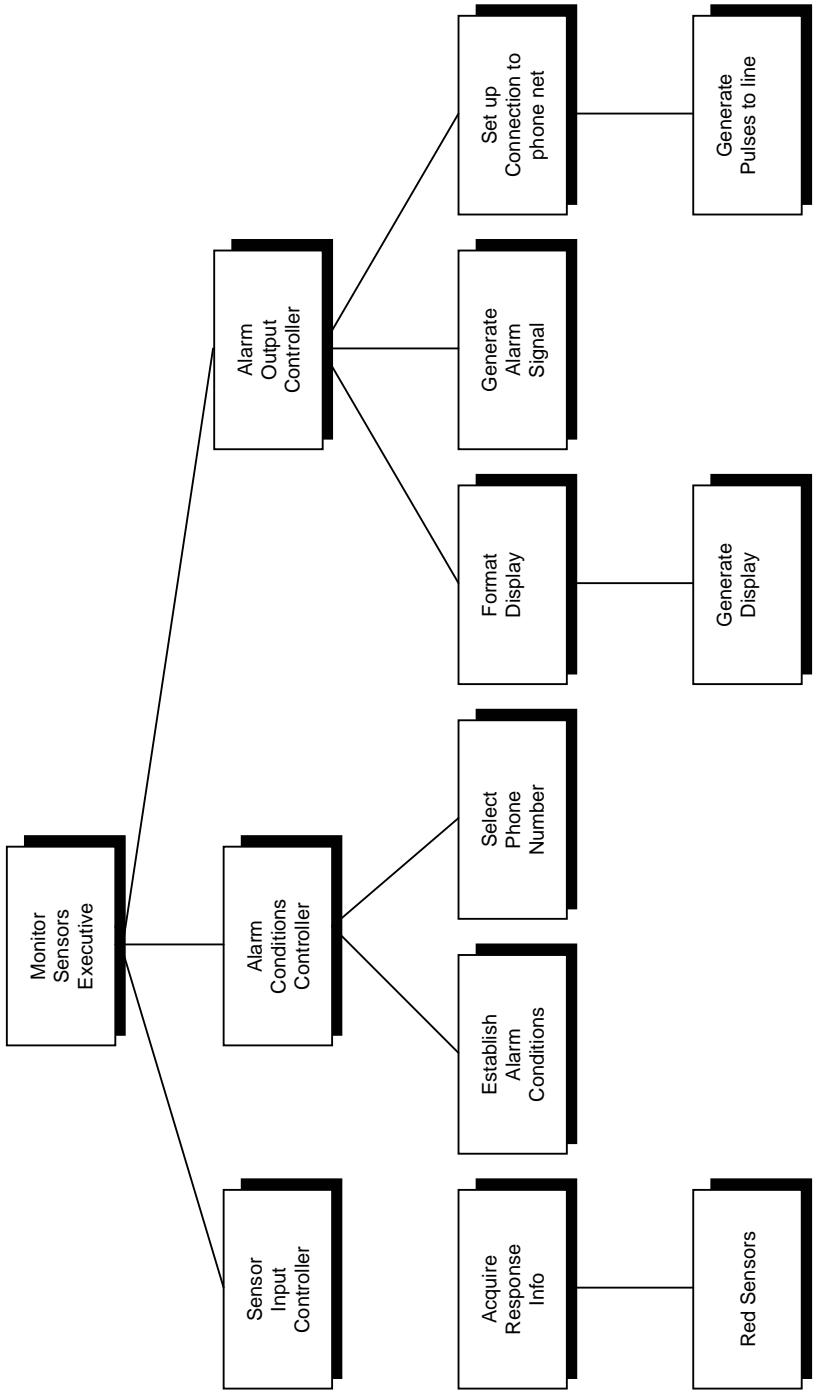 Monitor
Sensors
Executive
Sensor
Input
Controller
Alarm
Conditions
Controller
Alarm
Output
Controller
Acquire
Response
Info
Establish
Alarm
Conditions
Select
Phone
Number
Format
Display
Generate
Alarm
Signal
Set up
Connection to
phone net
Red Sensors
Generate
Display
Generate
Pulses to line